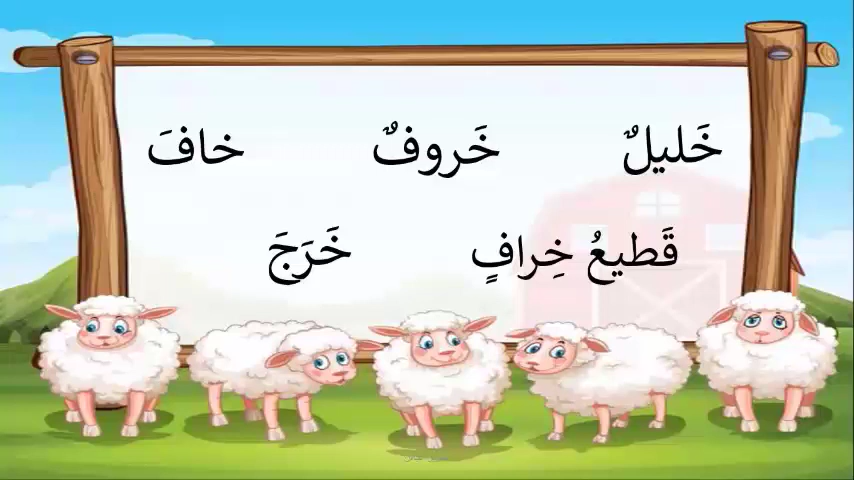 خَليلٌ خَروفٌ خافَ
قَطيعُ خِرافٍ خَرَجَ